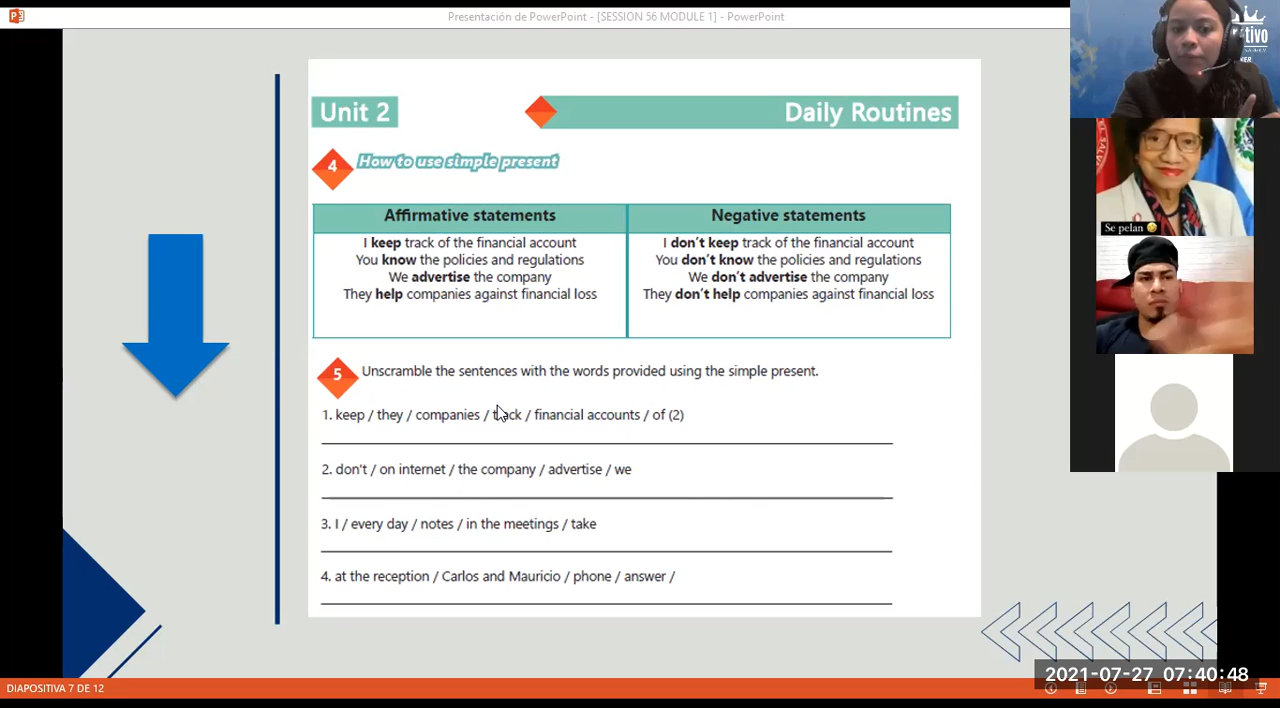 Presentación de PowerPoint - [SESSION 56 MODULE 1] - PowerPoint
tivo
Unit 2
Daily Routines
4
How to use simple present
Affirmative statements
Negative statements
I keep track of the financial account
You know the policies and regulations
We advertise the company
They help companies against financial loss
I don't keep track of the financial account
You don't know the policies and regulations
We don't advertise the company
They don't help companies against financial loss
Se pelan 🤣
5
Unscramble the sentences with the words provided using the simple present.
1. keep / they / companies / track / financial accounts / of (2)
2. don't / on internet / the company / advertise / we
3. I / every day / notes / in the meetings / take
4. at the reception / Carlos and Mauricio / phone / answer /
2021-07-27 07:40:48
DIAPOSITIVA 7 DE 12